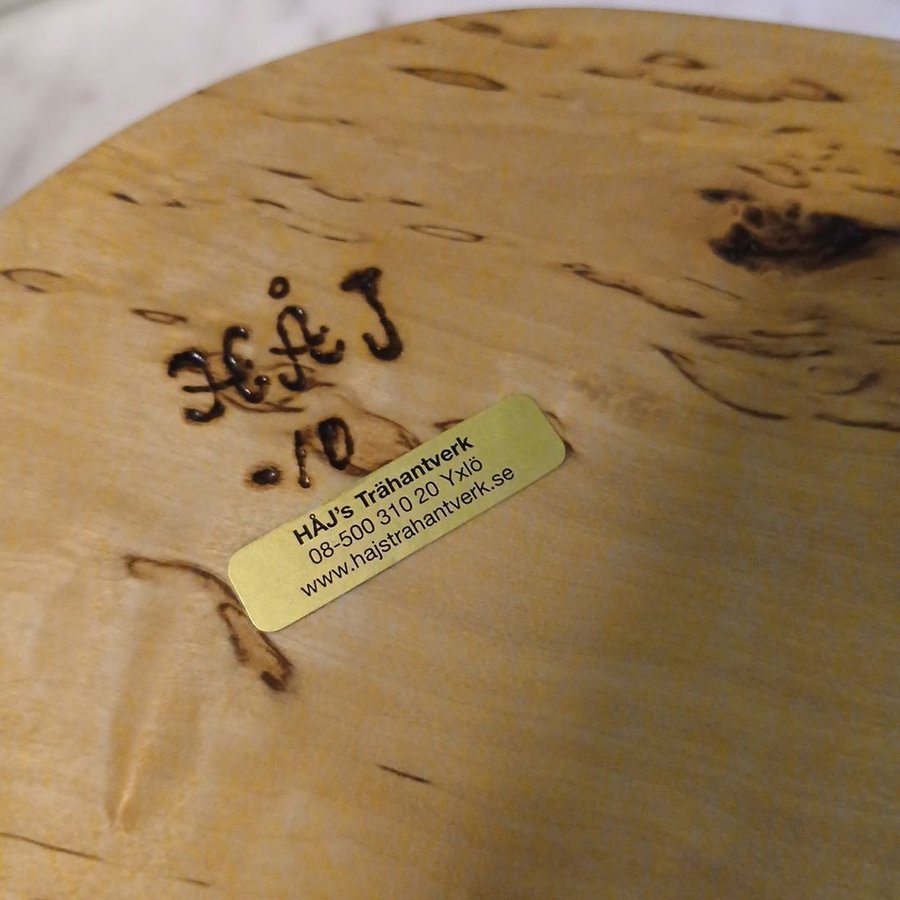 HÅJ
-10
HÅJ's Trähantverk
08-500 310 20 Yxlö
www.hajstrahantverk.se